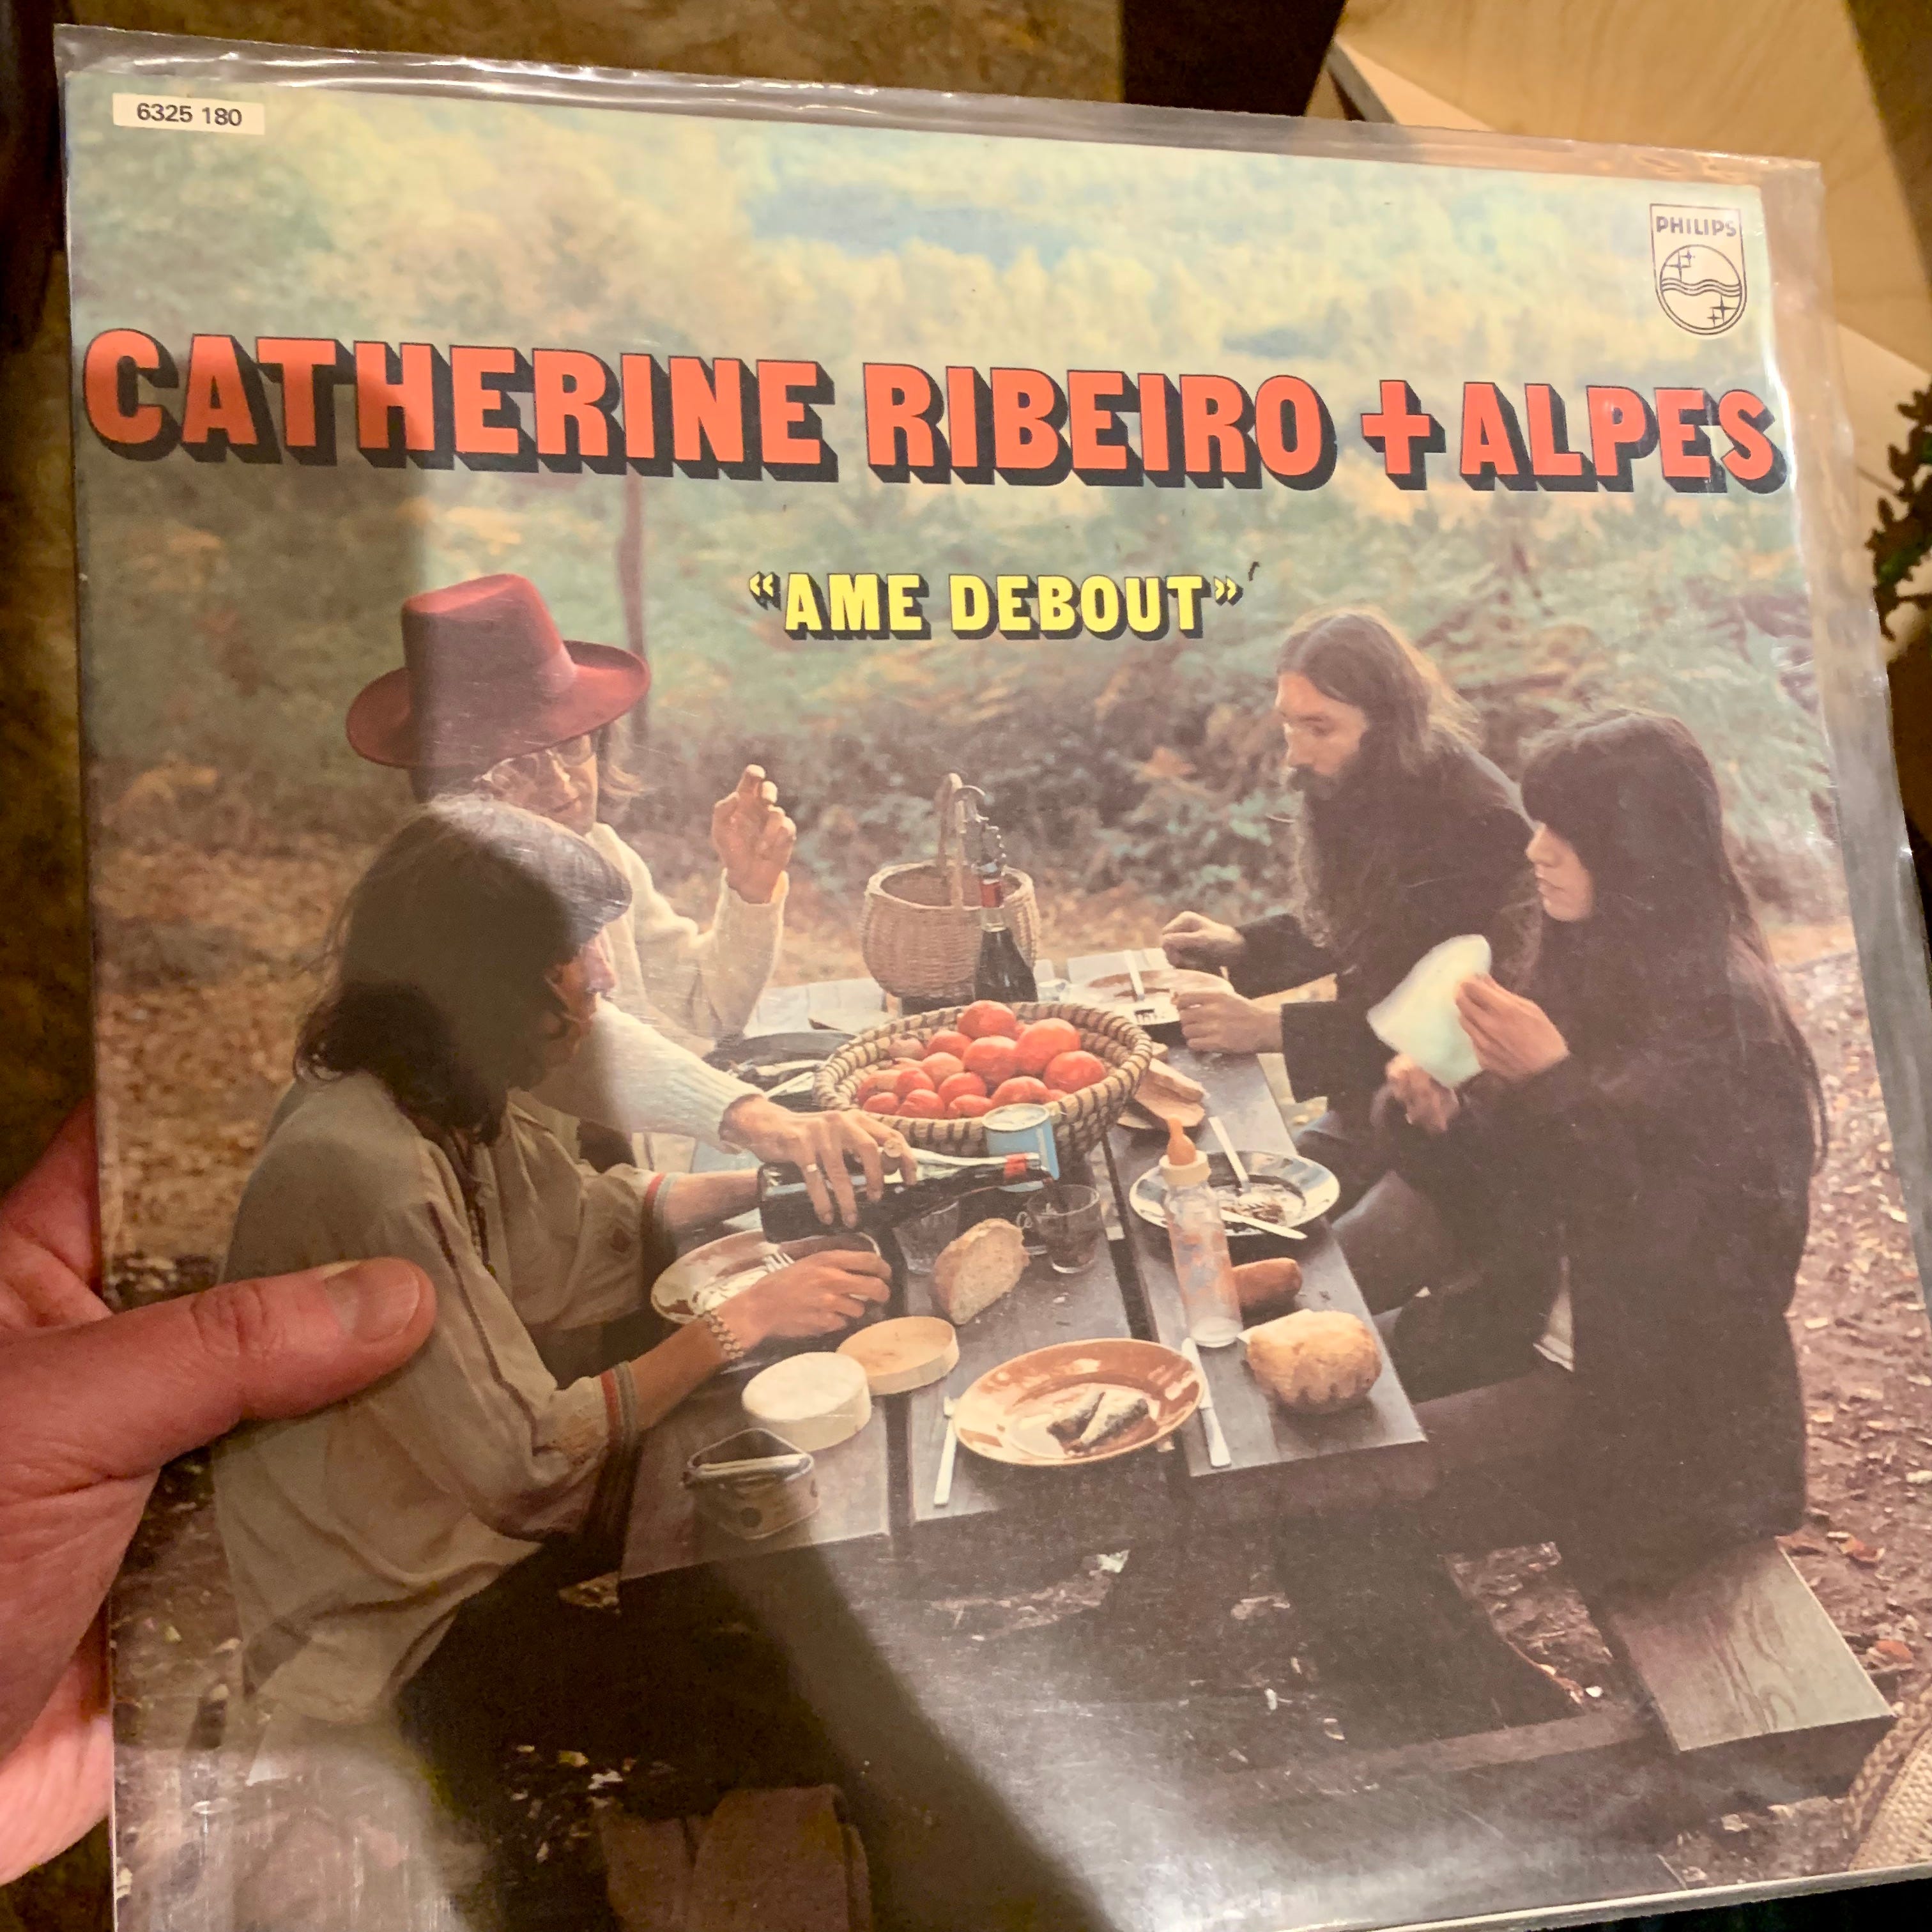 6325 180
PHILIPS
CATHERINE RIBEIRO + ALPES
“AME DEBOUT”